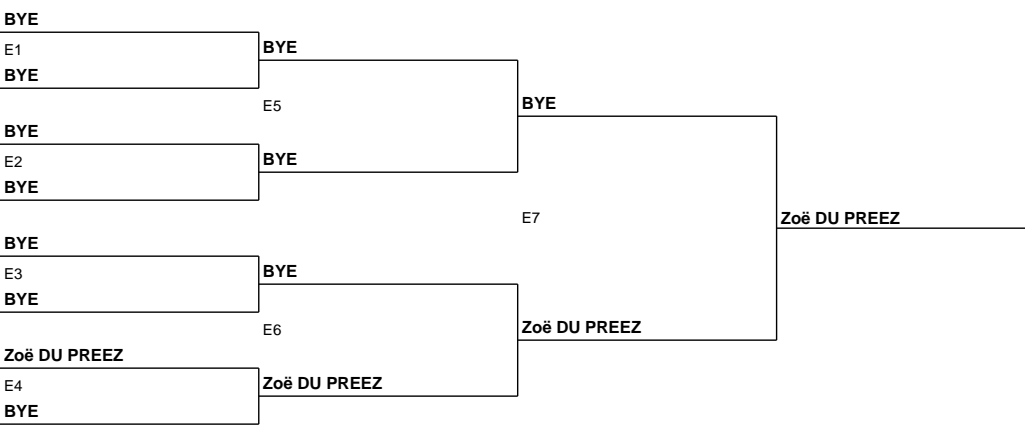 BYE
E1
BYE
BYE
E5
BYE
E2
BYE
BYE
BYE
E7
Zoë DU PREEZ
BYE
E3
BYE
BYE
E6
Zoë DU PREEZ
Zoë DU PREEZ
E4
Zoë DU PREEZ
BYE